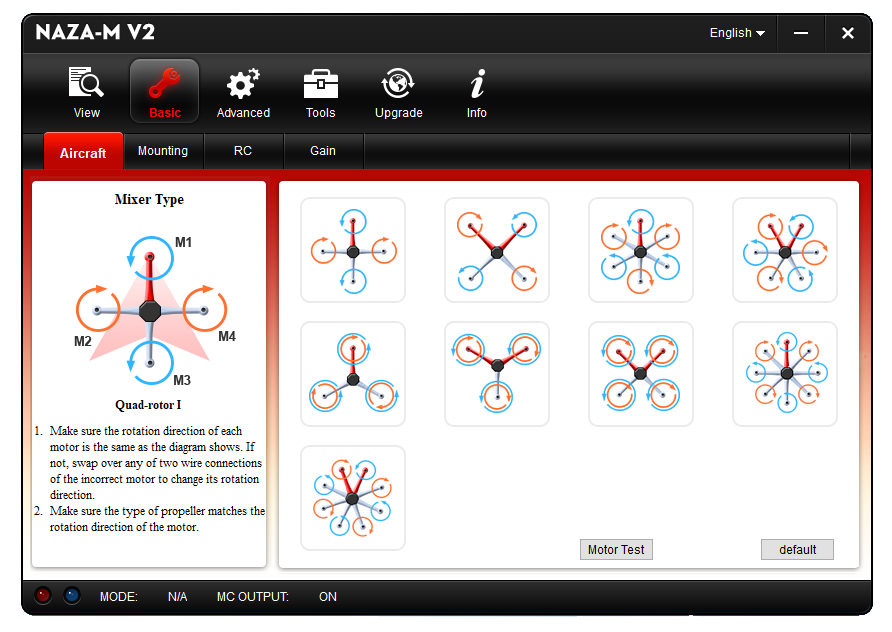 NAZA-M V2
English
View
Basic
Advanced
Tools
Upgrade
Info
Aircraft
Mounting
RC
Gain
Mixer Type
M1
M2
M4
M3
Quad-rotor I
1. Make sure the rotation direction of each
motor is the same as the diagram shows. If
not, swap over any of two wire connections
of the incorrect motor to change its rotation
direction.
2. Make sure the type of propeller matches the
rotation direction of the motor.
Motor Test
default
MODE: N/A MC OUTPUT: ON